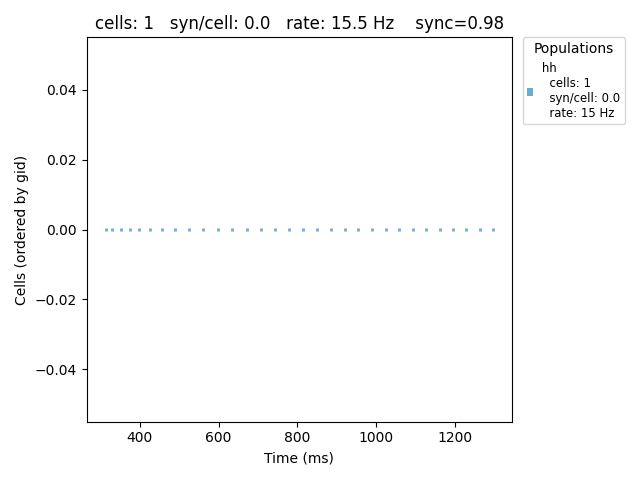 cells: 1   syn/cell: 0.0   rate: 15.5 Hz    sync=0.98
Populations
hh
cells: 1
syn/cell: 0.0
rate: 15 Hz
Cells (ordered by gid)
0.04
0.02
0.00
−0.02
−0.04
400 600 800 1000 1200
Time (ms)